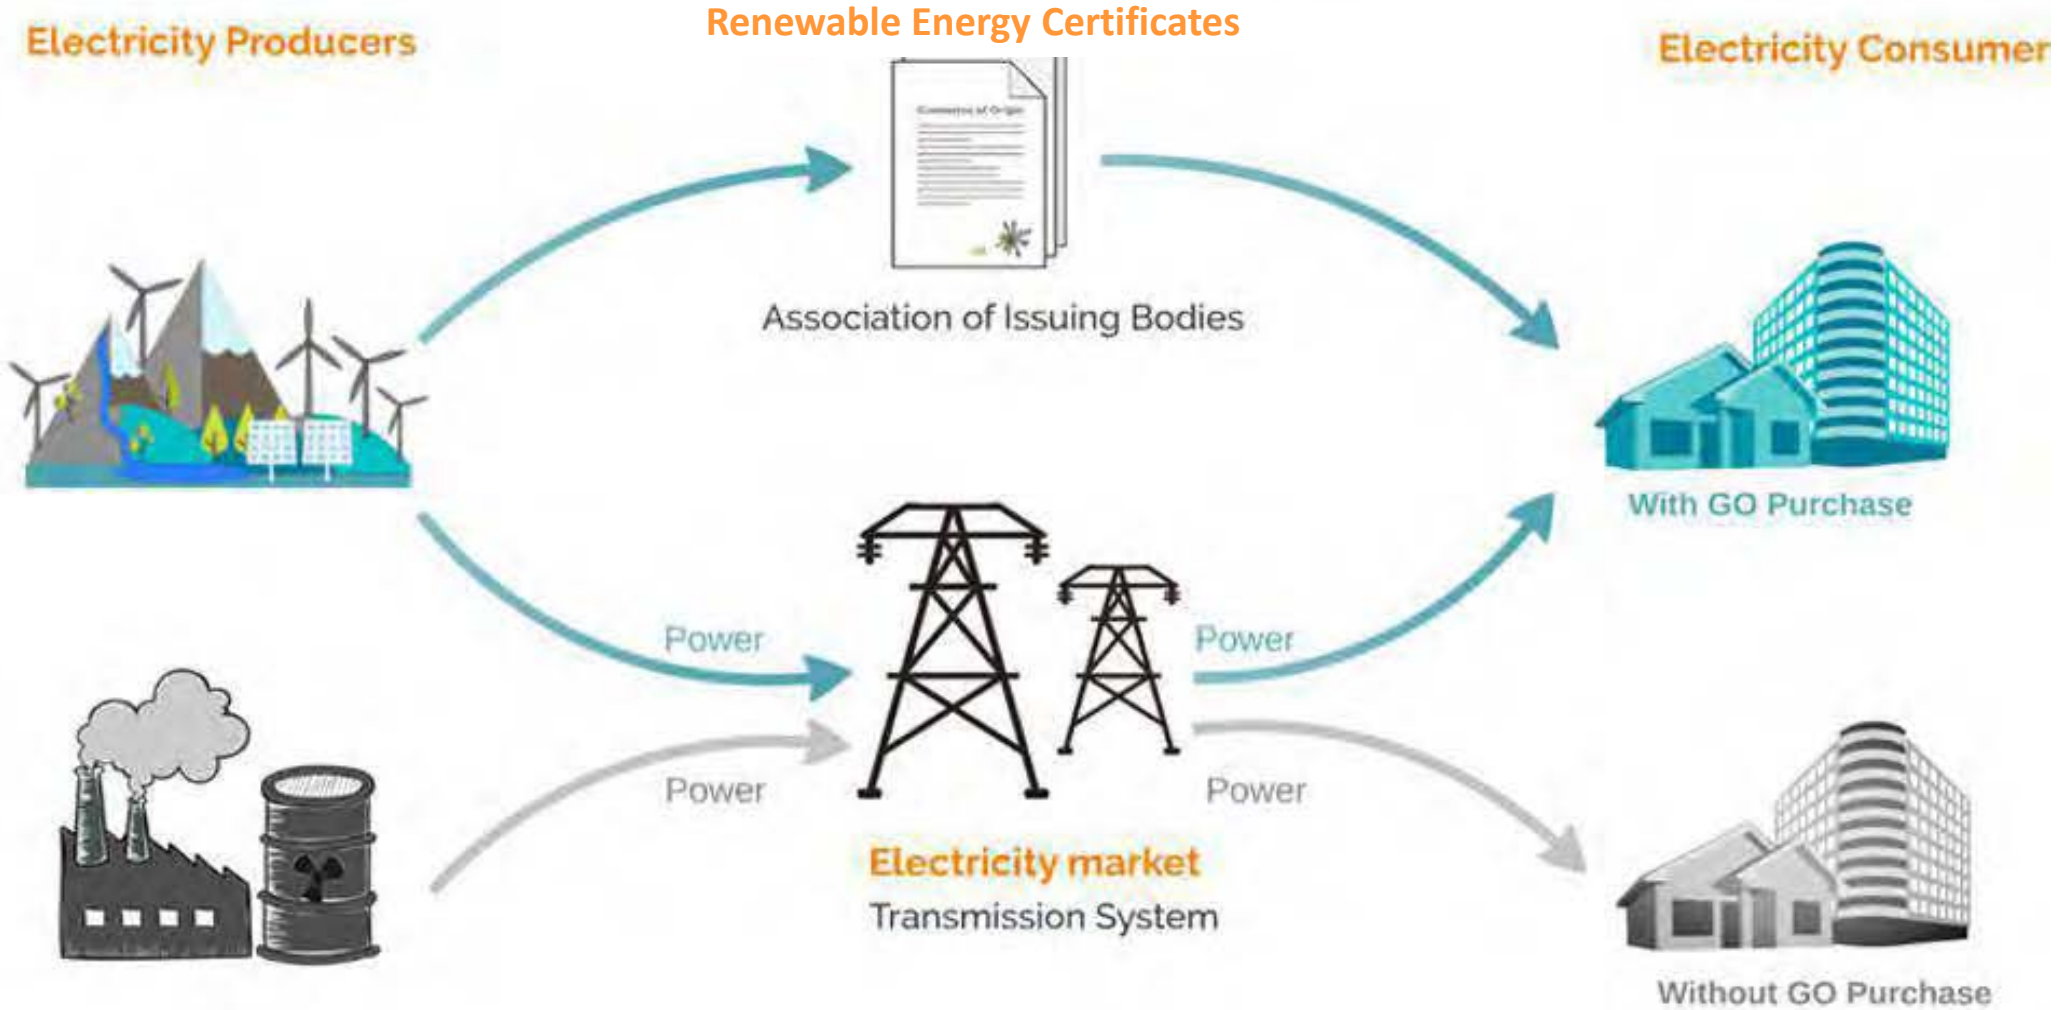 Renewable Energy Certificates
Electricity Producers
Electricity Consumer
Association of Issuing Bodies
With GO Purchase
Power
Power
Power
Power
Electricity market
Transmission System
Without GO Purchase